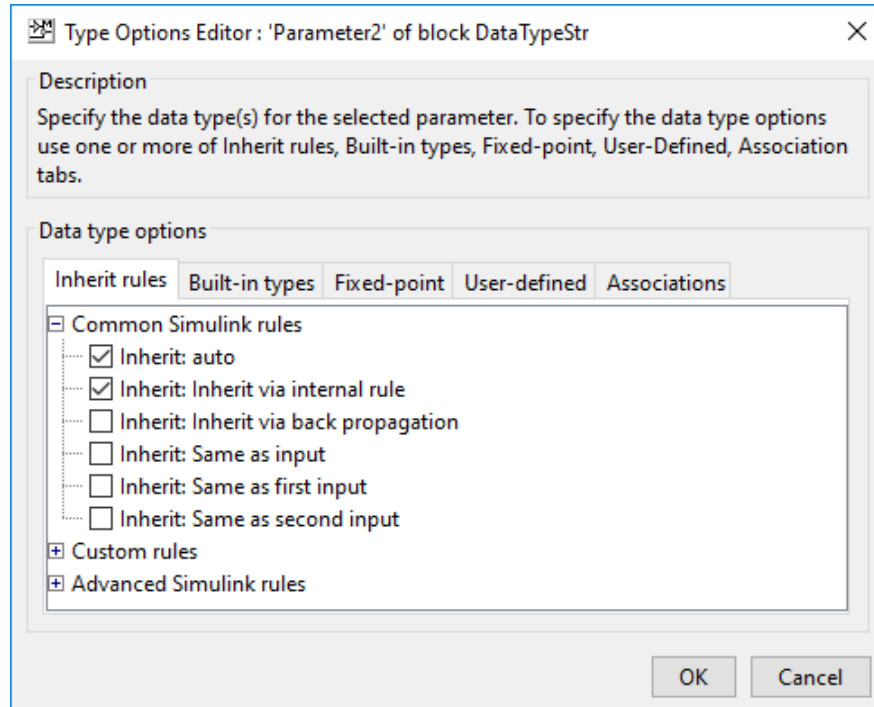 Type Options Editor : 'Parameter2' of block DataTypeStr
Description
Specify the data type(s) for the selected parameter. To specify the data type options
use one or more of Inherit rules, Built-in types, Fixed-point, User-Defined, Association
tabs.
Data type options
Inherit rules Built-in types Fixed-point User-defined Associations
Common Simulink rules
Inherit: auto
Inherit: Inherit via internal rule
Inherit: Inherit via back propagation
Inherit: Same as input
Inherit: Same as first input
Inherit: Same as second input
Custom rules
Advanced Simulink rules
OK Cancel